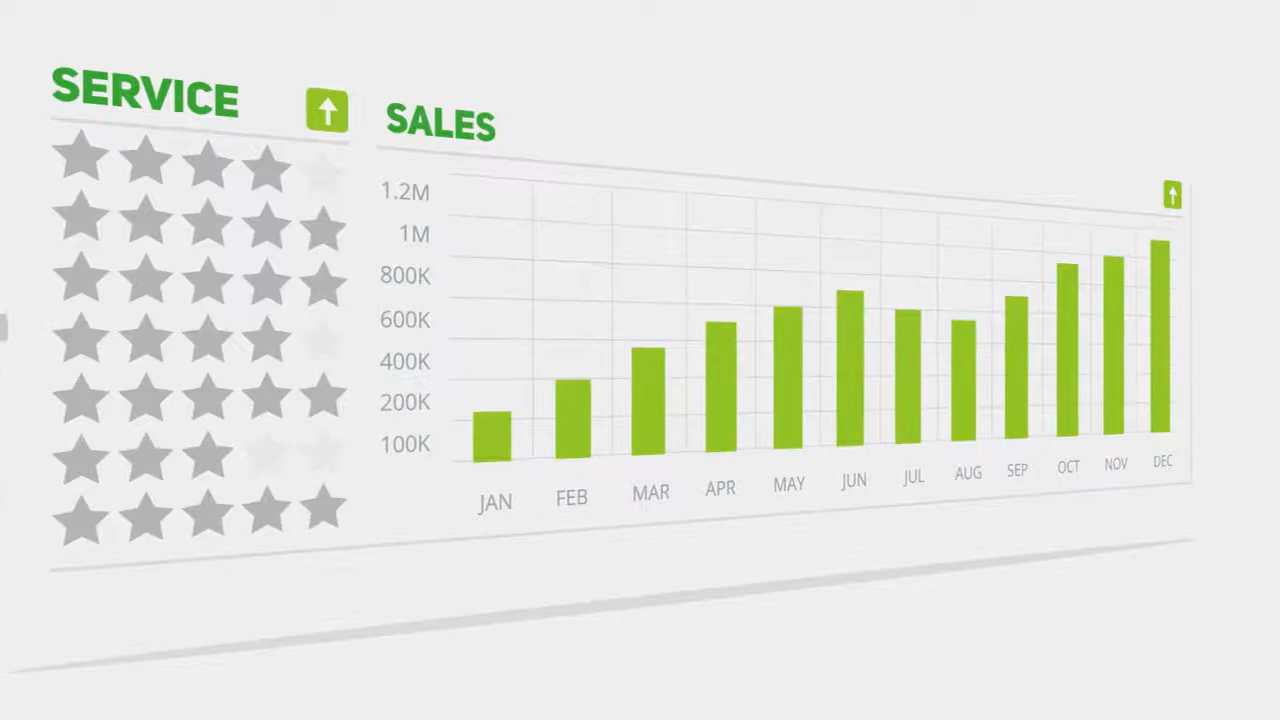 SERVICE
SALES
1.2M
1M
800K
600K
400K
200K
100K
JAN FEB MAR APR MAY JUN JUL AUG SEP OCT NOV DEC